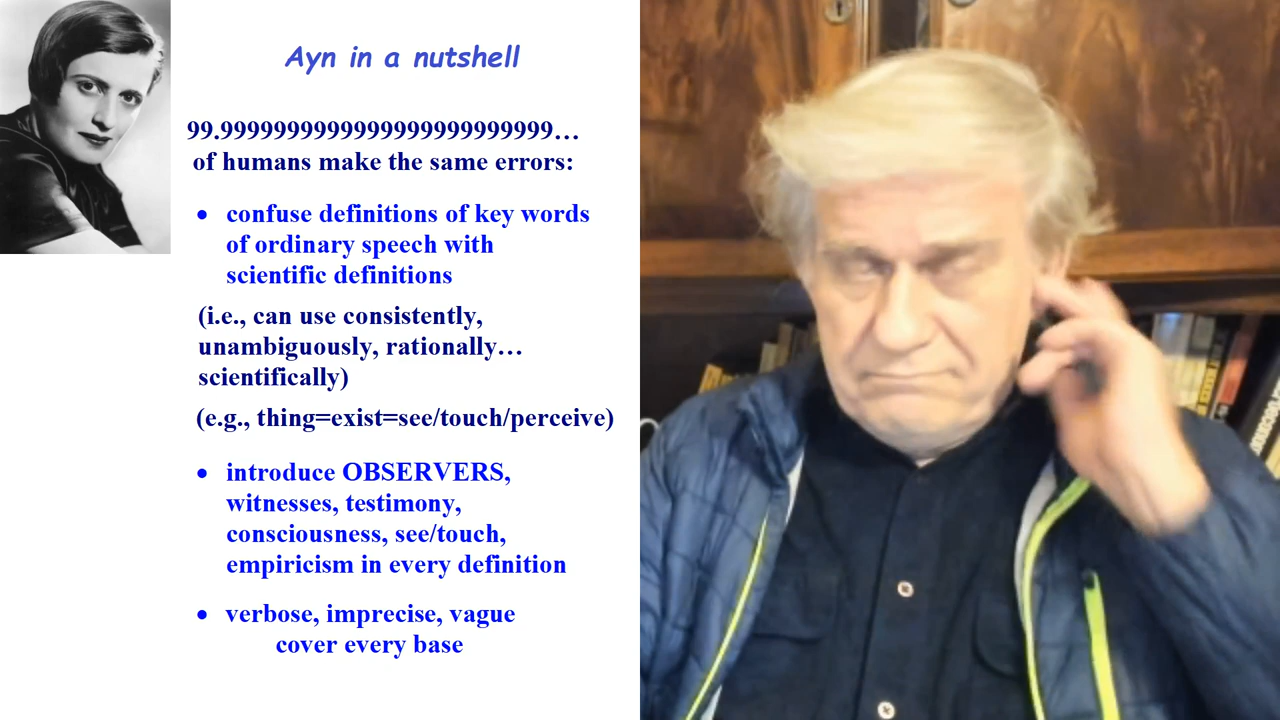 Ayn in a nutshell
99.9999999999999999999999999…
of humans make the same errors:
• confuse definitions of key words
of ordinary speech with
scientific definitions
(i.e., can use consistently,
unambiguously, rationally…
scientifically)
(e.g., thing=exist=see/touch/perceive)
• introduce OBSERVERS,
witnesses, testimony,
consciousness, see/touch,
empiricism in every definition
• verbose, imprecise, vague
cover every base